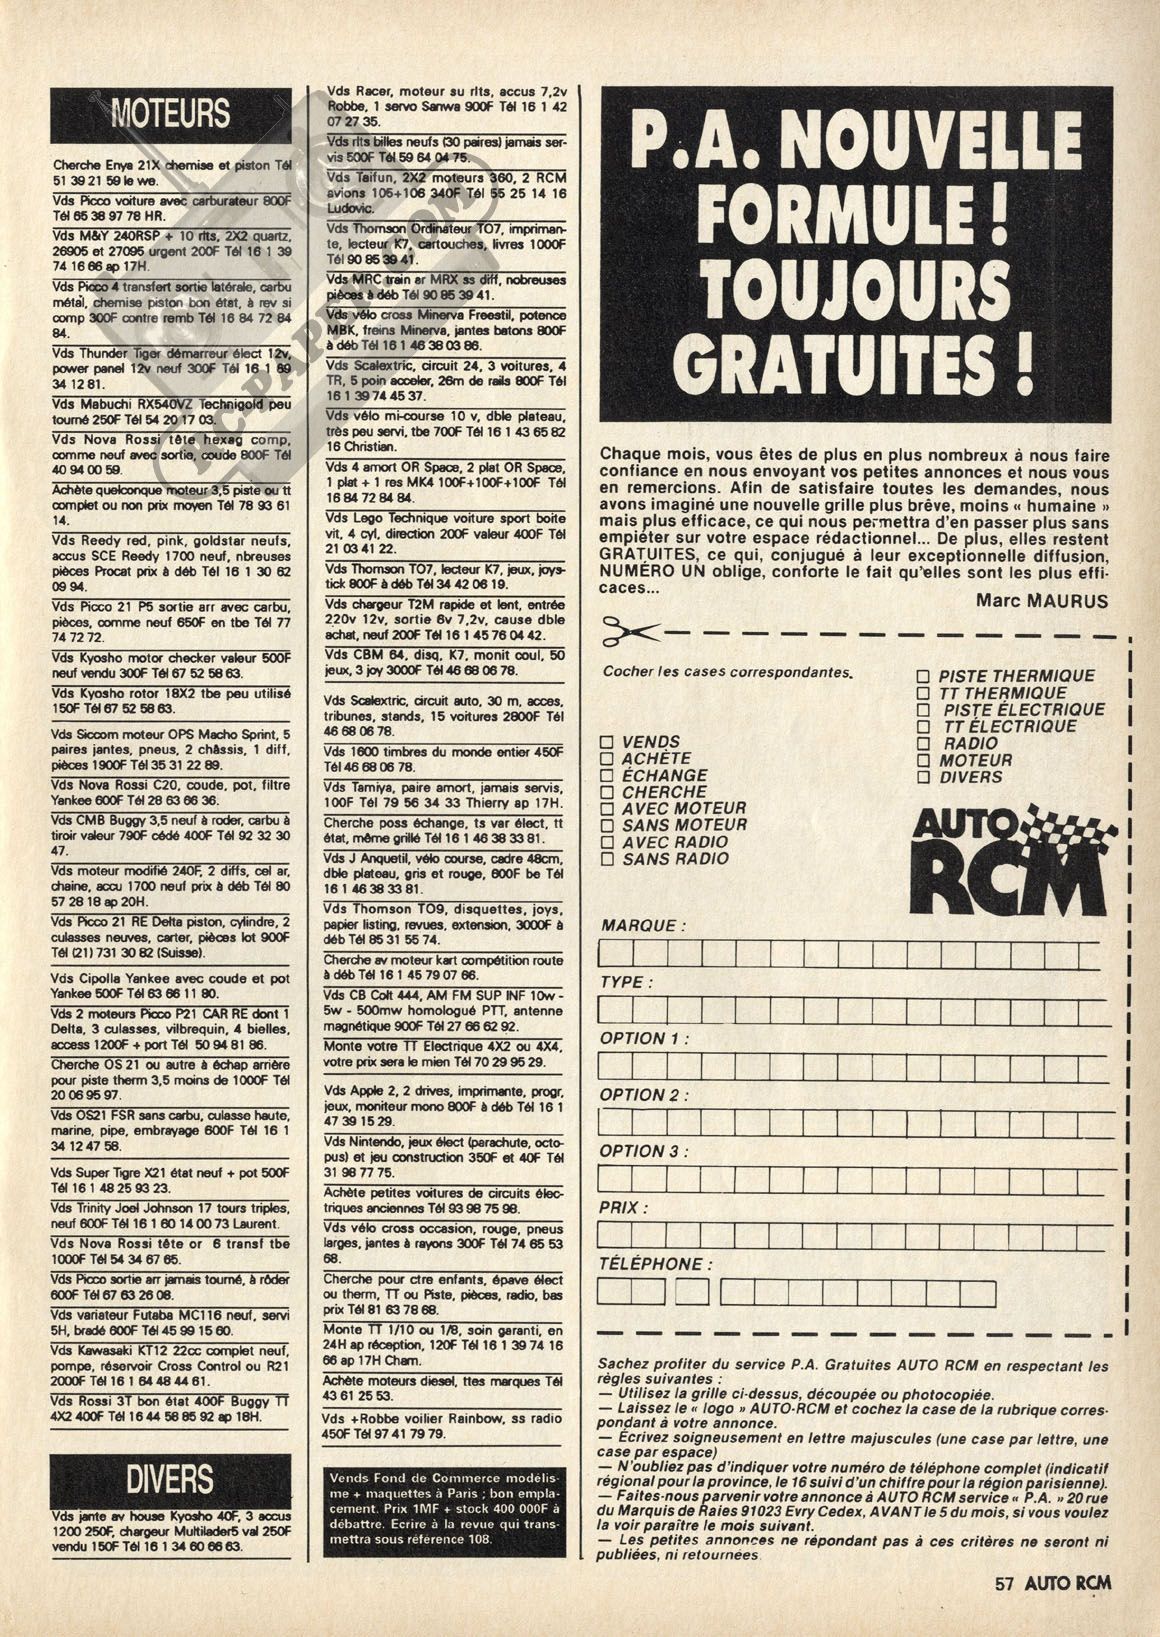 MOTEURS
Cherche Enya 21X chemise et piston Tél
51 39 21 59 le we.
Vds Picco voiture avec carburateur 800F
Tél 65 38 97 78 HR.
Vds M&Y 240RSP + 10 rlts, 2X2 quartz,
26905 et 27095 urgent 200F Tél 16 1 39
74 16 66 ap 17H.
Vds Picco 4 transfert sortie latérale, carbu
métal, chemise piston bon état, à rev si
comp 300F contre remb Tél 16 84 72 84
84.
Vds Thunder Tiger démarreur élect 12v,
power panel 12v neuf 300F Tél 16 1 69
34 12 81.
Vds Mabuchi RX540VZ Technigold peu
tourné 250F Tél 54 20 17 03.
Vds Nova Rossi tête hexag comp,
comme neuf avec sortie, coude 800F Tél
40 94 00 59.
Achète quelconque moteur 3,5 piste ou tt
complet ou non prix moyen Tél 78 93 61
14.
Vds Reedy red, pink, goldstar neufs,
accus SCE Reedy 1700 neuf, nbreuses
pièces Procat prix à déb Tél 16 1 30 62
09 94.
Vds Picco 21 P5 sortie arr avec carbu,
pièces, comme neuf 650F en tbe Tél 77
74 72 72.
Vds Kyosho motor checker valeur 500F
neuf vendu 300F Tél 67 52 58 63.
Vds Kyosho rotor 18X2 tbe peu utilisé
150F Tél 67 52 58 63.
Vds Siccom moteur OPS Macho Sprint, 5
paires jantes, pneus, 2 châssis, 1 diff,
pièces 1900F Tél 35 31 22 89.
Vds Nova Rossi C20, coude, pot, filtre
Yankee 600F Tél 28 63 66 36.
Vds CMB Buggy 3,5 neuf à roder, carbu à
tiroir valeur 790F cédé 400F Tél 92 32 30
47.
Vds moteur modifié 240F, 2 diffs, cel ar,
chaine, accu 1700 neuf prix à déb Tél 80
57 28 18 ap 20H.
Vds Picco 21 RE Delta piston, cylindre, 2
culasses neuves, carter, pièces lot 900F
Tél (21) 731 30 82 (Suisse).
Vds Cipolla Yankee avec coude et pot
Yankee 500F Tél 63 66 11 80.
Vds 2 moteurs Picco P21 CAR RE dont 1
Delta, 3 culasses, vilbrequin, 4 bielles,
access 1200F + port Tél 50 94 81 86.
Cherche OS 21 ou autre à échap arrière
pour piste therm 3,5 moins de 1000F Tél
20 06 95 97.
Vds OS21 FSR sans carbu, culasse haute,
marine, pipe, embrayage 600F Tél 16 1
34 12 47 58.
Vds Super Tigre X21 état neuf + pot 500F
Tél 16 1 48 25 93 23.
Vds Trinity Joel Johnson 17 tours triples,
neuf 600F Tél 16 1 60 14 00 73 Laurent.
Vds Nova Rossi tête or 6 transf tbe
1000F Tél 54 34 67 65.
Vds Picco sortie arr jamais tourné, à rôder
600F Tél 67 63 26 08.
Vds variateur Futaba MC116 neuf, servi
5H, bradé 600F Tél 45 99 15 60.
Vds Kawasaki KT12 22cc complet neuf,
pompe, réservoir Cross Control ou R21
2000F Tél 16 1 64 48 44 61.
Vds Rossi 3T bon état 400F Buggy TT
4X2 400F Tél 16 44 58 85 92 ap 18H.
DIVERS
Vds jante av house Kyosho 40F, 3 accus
1200 250F, chargeur Multilader5 val 250F
vendu 150F Tél 16 1 34 60 66 63.
Vds Racer, moteur su rlts, accus 7,2v
Robbe, 1 servo Sanwa 900F Tél 16 1 42
07 27 35.
Vds rlts billes neufs (30 paires) jamais ser-
vis 500F Tél 59 64 04 75.
Vds Taifun, 2X2 moteurs 360, 2 RCM
avions 105+106 340F Tél 55 25 14 16
Ludovic.
Vds Thomson Ordinateur TO7, impriman-
te, lecteur K7, cartouches, livres 1000F
Tél 90 85 39 41.
Vds MRC train ar MRX ss diff, nobreuses
pièces à déb Tél 90 85 39 41.
Vds vélo cross Minerva Freestil, potence
MBK, freins Minerva, jantes batons 800F
à déb Tél 16 1 46 38 03 86.
Vds Scalextric, circuit 24, 3 voitures, 4
TR, 5 poin acceler, 26m de rails 800F Tél
16 1 39 74 45 37.
Vds vélo mi-course 10 v, dble plateau,
très peu servi, tbe 700F Tél 16 1 43 65 82
16 Christian.
Vds 4 amort OR Space, 2 plat OR Space,
1 plat + 1 res MK4 100F+100F+100F Tél
16 84 72 84 84.
Vds Lego Technique voiture sport boite
vit, 4 cyl, direction 200F valeur 400F Tél
21 03 41 22.
Vds Thomson TO7, lecteur K7, jeux, joys-
tick 800F à déb Tél 34 42 06 19.
Vds chargeur T2M rapide et lent, entrée
220v 12v, sortie 6v 7,2v, cause dble
achat, neuf 200F Tél 16 1 45 76 04 42.
Vds CBM 64, disq, K7, monit coul, 50
jeux, 3 joy 3000F Tél 46 68 06 78.
Vds Scalextric, circuit auto, 30 m, acces,
tribunes, stands, 15 voitures 2800F Tél
46 68 06 78.
Vds 1600 timbres du monde entier 450F
Tél 46 68 06 78.
Vds Tamiya, paire amort, jamais servis,
100F Tél 79 56 34 33 Thierry ap 17H.
Cherche poss échange, ts var élect, tt
état, même grillé Tél 16 1 46 38 33 81.
Vds J Anquetil, vélo course, cadre 48cm,
dble plateau, gris et rouge, 600F be Tél
16 1 46 38 33 81.
Vds Thomson TO9, disquettes, joys,
papier listing, revues, extension, 3000F à
déb Tél 85 31 55 74.
Cherche av moteur kart compétition route
à déb Tél 16 1 45 79 07 66.
Vds CB Colt 444, AM FM SUP INF 10w -
5w - 500mw homologué PTT, antenne
magnétique 900F Tél 27 66 62 92.
Monte votre TT Electrique 4X2 ou 4X4,
votre prix sera le mien Tél 70 29 95 29.
Vds Apple 2, 2 drives, imprimante, progr,
jeux, moniteur mono 800F à déb Tél 16 1
47 39 15 29.
Vds Nintendo, jeux élect (parachute, octo-
pus) et jeu construction 350F et 40F Tél
31 98 77 75.
Achète petites voitures de circuits élec-
triques anciennes Tél 93 98 75 98.
Vds vélo cross occasion, rouge, pneus
larges, jantes à rayons 300F Tél 74 65 53
68.
Cherche pour ctre enfants, épave élect
ou therm, TT ou Piste, pièces, radio, bas
prix Tél 81 63 78 68.
Monte TT 1/10 ou 1/8, soin garanti, en
24H ap réception, 120F Tél 16 1 39 74 16
66 ap 17H Cham.
Achète moteurs diesel, ttes marques Tél
43 61 25 53.
Vds +Robbe voilier Rainbow, ss radio
450F Tél 97 41 79 79.
Vends Fond de Commerce modélis-
me + maquettes à Paris ; bon empla-
cement. Prix 1MF + stock 400 000F à
débattre. Ecrire à la revue qui trans-
mettra sous référence 108.
P.A. NOUVELLE
FORMULE !
TOUJOURS
GRATUITES !
Chaque mois, vous êtes de plus en plus nombreux à nous faire
confiance en nous envoyant vos petites annonces et nous vous
en remercions. Afin de satisfaire toutes les demandes, nous
avons imaginé une nouvelle grille plus brêve, moins « humaine »
mais plus efficace, ce qui nous permettra d'en passer plus sans
empiéter sur votre espace rédactionnel... De plus, elles restent
GRATUITES, ce qui, conjugué à leur exceptionnelle diffusion,
NUMÉRO UN oblige, conforte le fait qu'elles sont les plus effi-
caces...
Marc MAURUS
Cocher les cases correspondantes.
PISTE THERMIQUE
TT THERMIQUE
PISTE ÉLECTRIQUE
TT ÉLECTRIQUE
RADIO
MOTEUR
DIVERS
VENDS
ACHÈTE
ÉCHANGE
CHERCHE
AVEC MOTEUR
SANS MOTEUR
AVEC RADIO
SANS RADIO
AUTO
RCM
MARQUE :
TYPE :
OPTION 1 :
OPTION 2 :
OPTION 3 :
PRIX :
TÉLÉPHONE :
Sachez profiter du service P.A. Gratuites AUTO RCM en respectant les
règles suivantes :
— Utilisez la grille ci-dessus, découpée ou photocopiée.
— Laissez le « logo » AUTO-RCM et cochez la case de la rubrique corres-
pondant à votre annonce.
— Écrivez soigneusement en lettre majuscules (une case par lettre, une
case par espace)
— N'oubliez pas d'indiquer votre numéro de téléphone complet (indicatif
régional pour la province, le 16 suivi d'un chiffre pour la région parisienne).
— Faites-nous parvenir votre annonce à AUTO RCM service « P.A. » 20 rue
du Marquis de Raies 91023 Evry Cedex, AVANT le 5 du mois, si vous voulez
la voir paraître le mois suivant.
— Les petites annonces ne répondant pas à ces critères ne seront ni
publiées, ni retournées.
57 AUTO RCM
RC-PAPERS.COM